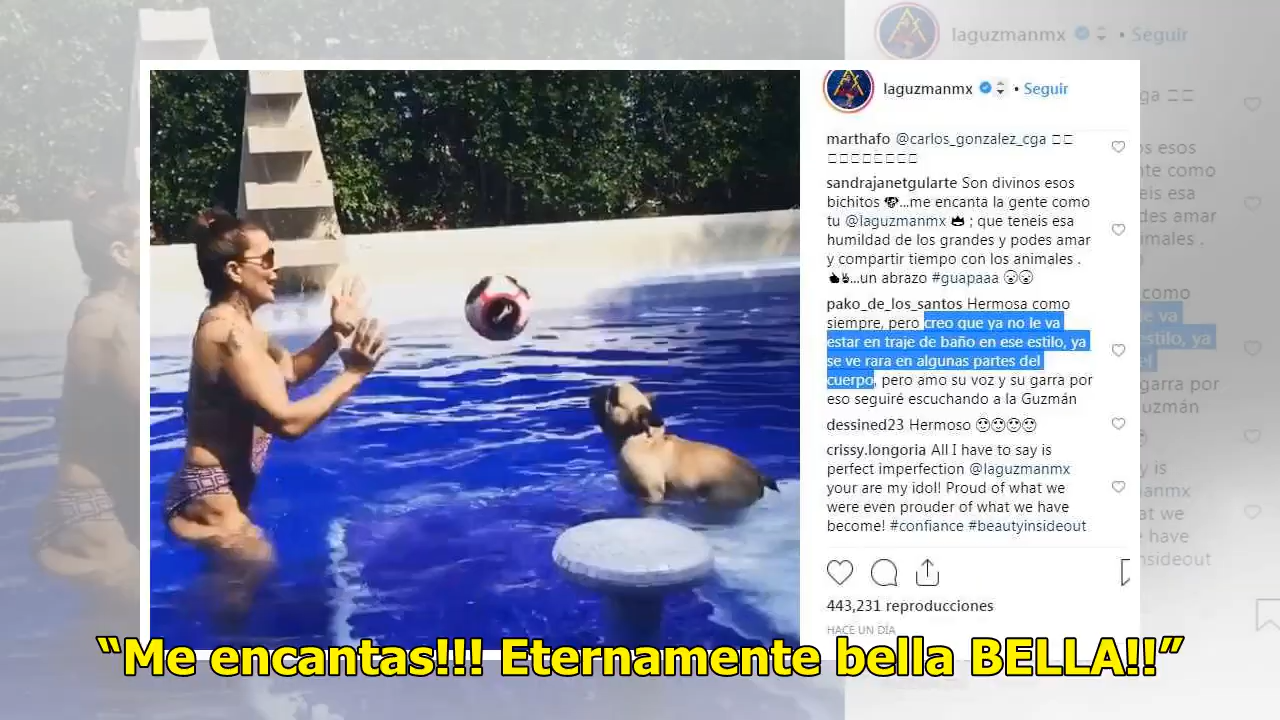 laguzmanmx • Seguir
laguzmanmx • Seguir
marthafo @carlos_gonzalez_cga
sandrajanetgularte Son divinos esos
bichitos ...me encanta la gente como
tu @laguzmanmx ; que teneis esa
humildad de los grandes y podes amar
y compartir tiempo con los animales .
...un abrazo #guapaaa
pako_de_los_santos Hermosa como
siempre, pero creo que ya no le va
estar en traje de baño en ese estilo, ya
se ve rara en algunas partes del
cuerpo, pero amo su voz y su garra por
eso seguiré escuchando a la Guzmán
dessined23 Hermoso
crissy.longoria All I have to say is
perfect imperfection @laguzmanmx
your are my idol! Proud of what we
were even prouder of what we have
become! #confiance #beautyinsideout
443,231 reproducciones
HACE UN DÍA
“Me encantas!!! Eternamente bella BELLA!!”